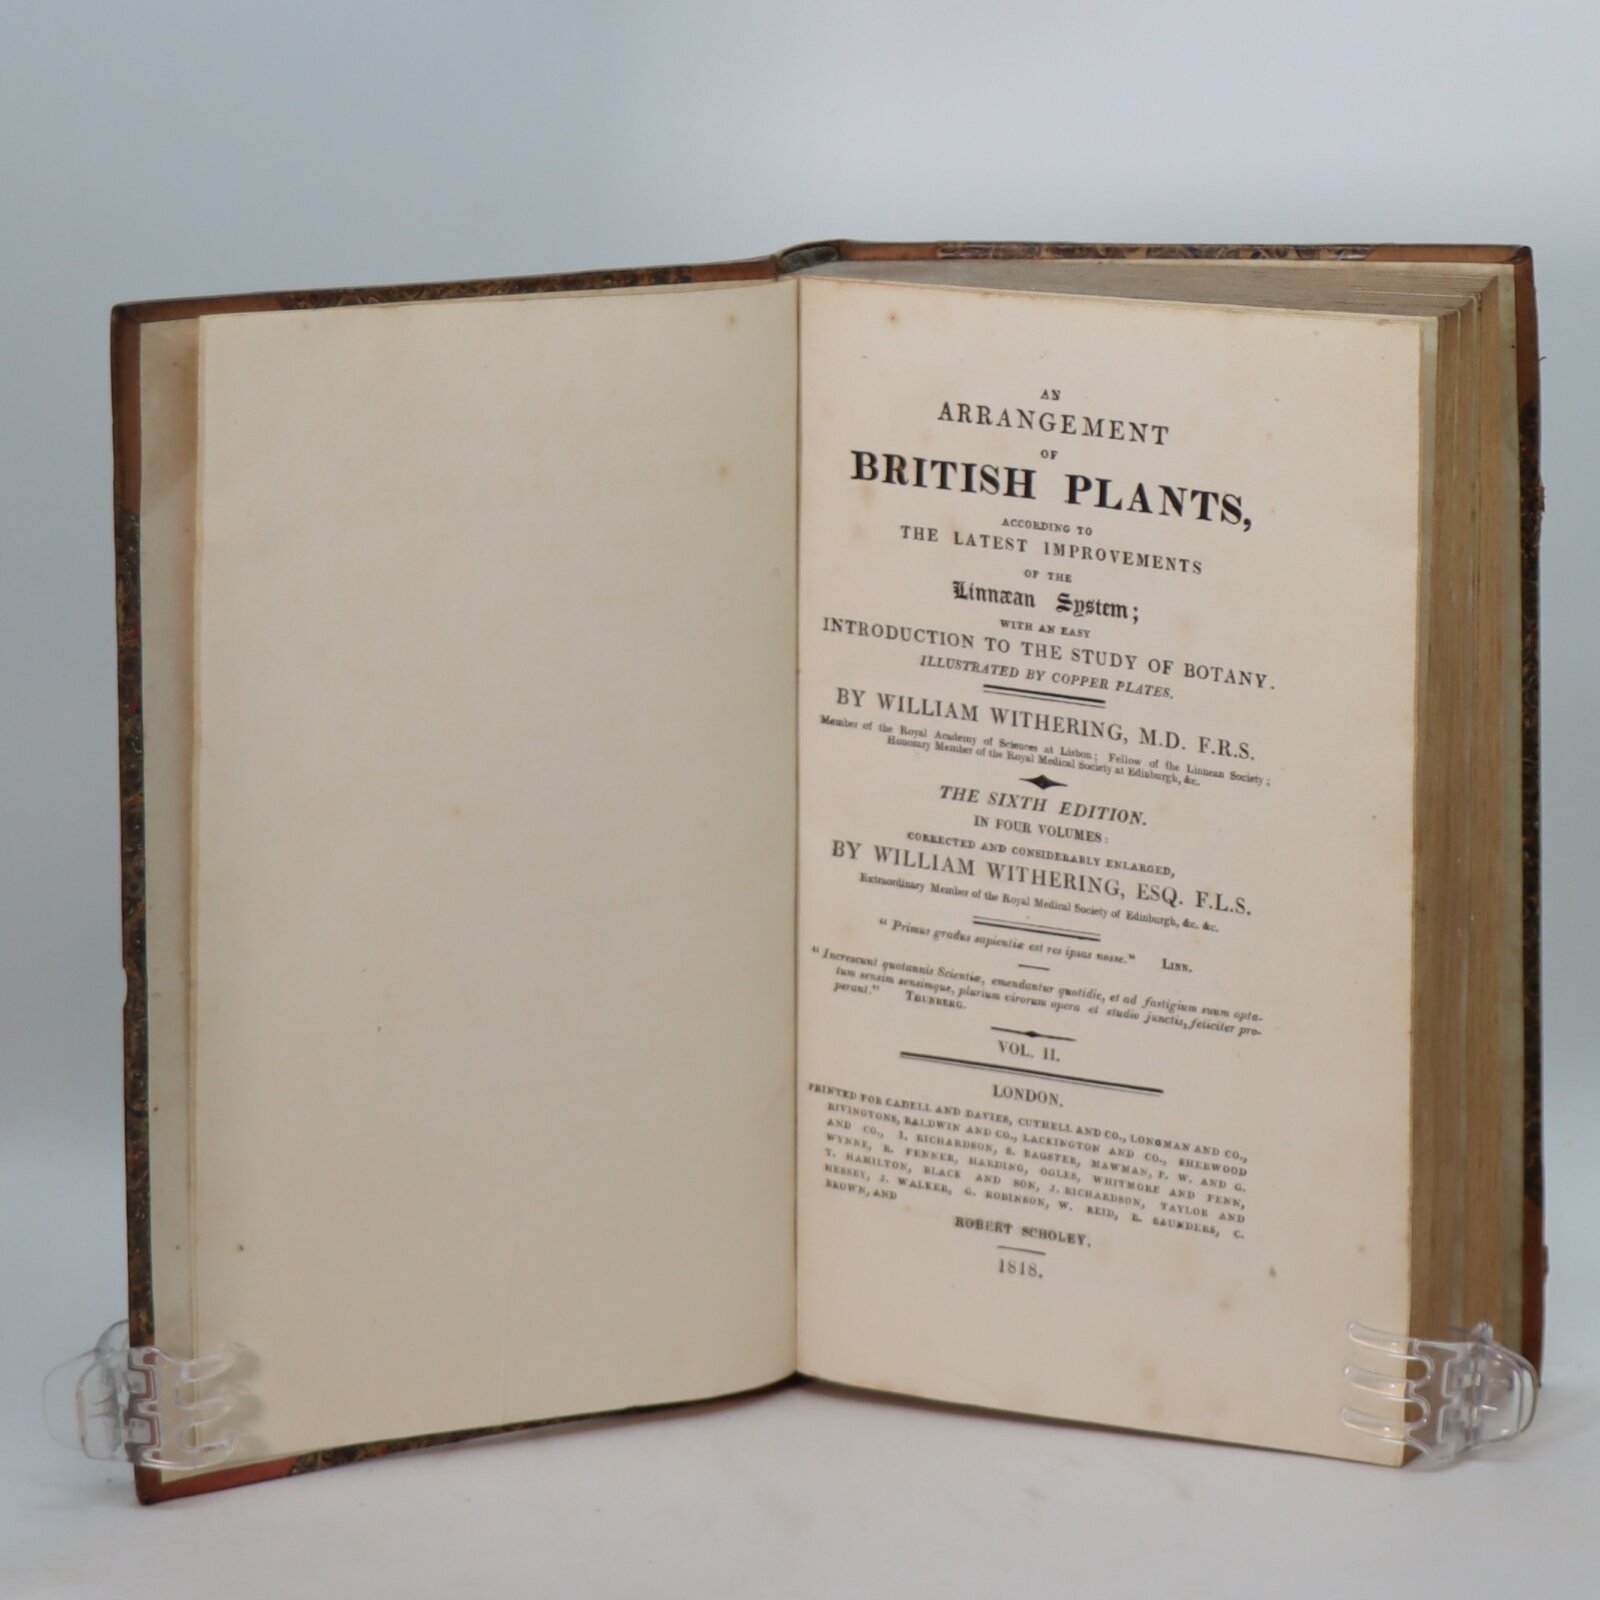 AN
ARRANGEMENT
OF
BRITISH PLANTS,
ACCORDING TO
THE LATEST IMPROVEMENTS
OF THE
Linnæan System;
WITH AN EASY
INTRODUCTION TO THE STUDY OF BOTANY.
ILLUSTRATED BY COPPER PLATES.
BY WILLIAM WITHERING, M.D. F.R.S.
Member of the Royal Academy of Sciences at Lisbon; Fellow of the Linnean Society;
Honorary Member of the Royal Medical Society at Edinburgh, &c.
THE SIXTH EDITION.
IN FOUR VOLUMES:
CORRECTED AND CONSIDERABLY ENLARGED,
BY WILLIAM WITHERING, ESQ. F.L.S.
Extraordinary Member of the Royal Medical Society of Edinburgh, &c. &c.
"Primus gradus sapientiæ est res ipsas nosse." LINN.
"Increscunt quotannis Scientiæ, emendantur quotidie, et ad fastigium suum opta-
tum sensim sensimque, plurium virorum opera et studio junctis, feliciter pro-
perant." THUNBERG.
VOL. II.
LONDON.
PRINTED FOR CADELL AND DAVIES, CUTHELL AND CO., LONGMAN AND CO.,
RIVINGTONS, BALDWIN AND CO., LACKINGTON AND CO., SHERWOOD
AND CO., I. RICHARDSON, S. BAGSTER, MAWMAN, F. W. AND G.
WYNNE, R. FENNER, HARDING, OGLES, WHITMORE AND FENN,
T. HAMILTON, BLACK AND SON, J. RICHARDSON, TAYLOR AND
HESSEY, J. WALKER, G. ROBINSON, W. REID, R. SAUNDERS, C.
BROWN, AND
ROBERT SCHOLEY.
1818.